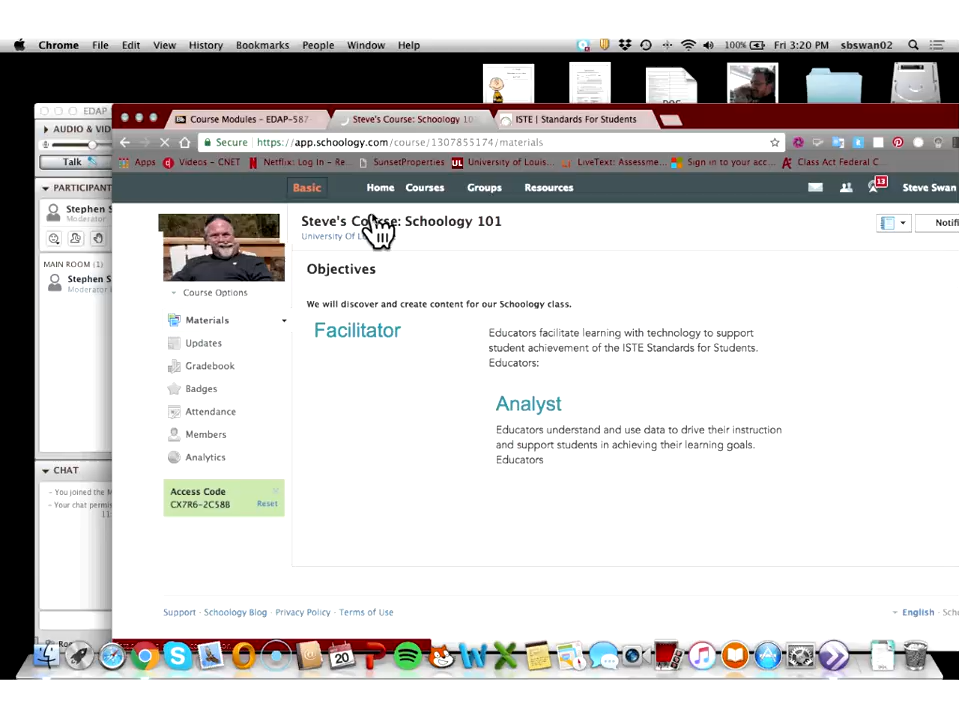 Chrome File Edit View History Bookmarks People Window Help 100% Fri 3:20 PM sbswan02
EDAP
Course Modules – EDAP-587
Steve's Course: Schoology 10
ISTE | Standards For Students
AUDIO & VID
Secure https://app.schoology.com/course/1307855174/materials
Talk
Apps Videos – CNET Netflix: Log In – Re... SunsetProperties University of Louis... LiveText: Assessme... Sign in to your acc... Class Act Federal C...
PARTICIPANT
Basic Home Courses Groups Resources 13 Steve Swan
Stephen S
Moderator
Steve's Course: Schoology 101
Notifi
University Of L
MAIN ROOM (1)
Stephen S
Moderator
Objectives
Course Options
We will discover and create content for our Schoology class.
Materials
Updates
Gradebook
Badges
Attendance
Members
Analytics
Facilitator
Educators facilitate learning with technology to support
student achievement of the ISTE Standards for Students.
Educators:
Analyst
Educators understand and use data to drive their instruction
and support students in achieving their learning goals.
Educators
CHAT
- You joined the M
- Your chat permis
11
Access Code
CX7R6-2C58B Reset
Support · Schoology Blog · Privacy Policy · Terms of Use
English · Scho
Roo
20